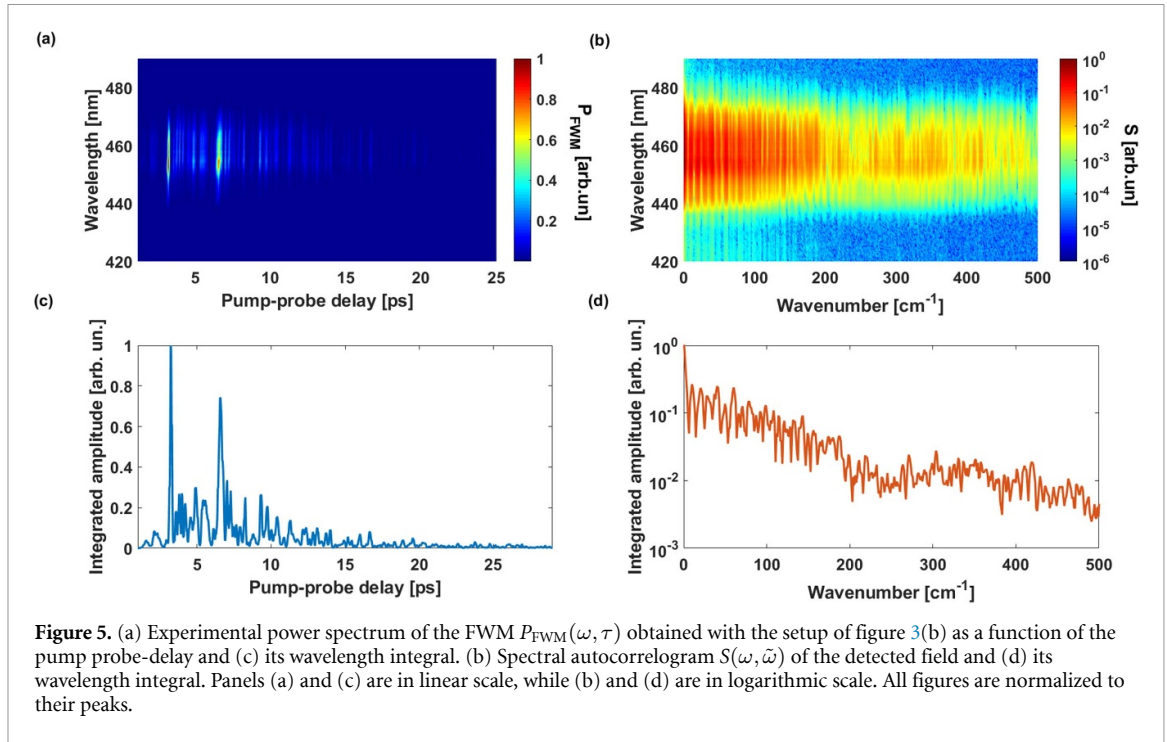 (a)
Wavelength [nm]
480
460
440
420
5
10
15
20
25
Pump-probe delay [ps]
1
0.8
0.6
0.4
0.2
P_FWM [arb.un]
(b)
Wavelength [nm]
480
460
440
420
0
100
200
300
400
500
Wavenumber [cm⁻¹]
10⁰
10⁻¹
10⁻²
10⁻³
10⁻⁴
10⁻⁵
10⁻⁶
S [arb.un]
(c)
Integrated amplitude [arb. un.]
1
0.8
0.6
0.4
0.2
0
5
10
15
20
25
Pump-probe delay [ps]
(d)
Integrated amplitude [arb. un.]
10⁰
10⁻¹
10⁻²
10⁻³
0
100
200
300
400
500
Wavenumber [cm⁻¹]
Figure 5. (a) Experimental power spectrum of the FWM P_FWM(ω, τ) obtained with the setup of figure 3(b) as a function of the
pump probe-delay and (c) its wavelength integral. (b) Spectral autocorrelogram S(ω, ω̃) of the detected field and (d) its
wavelength integral. Panels (a) and (c) are in linear scale, while (b) and (d) are in logarithmic scale. All figures are normalized to
their peaks.